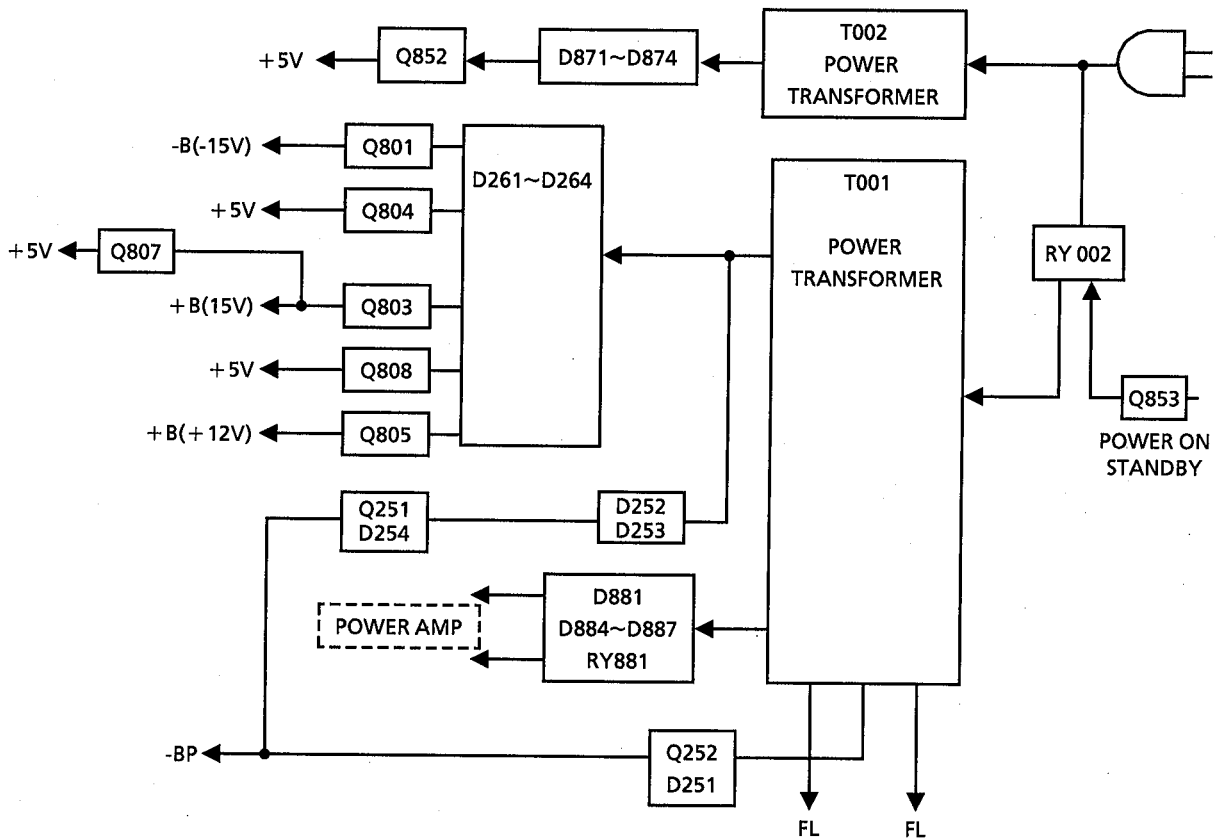 T002
POWER
TRANSFORMER
D871~D874
Q852
+5V
-B(-15V)
Q801
D261~D264
T001
POWER
TRANSFORMER
+5V
Q804
+5V
Q807
RY 002
+B(15V)
Q803
+5V
Q808
Q853
POWER ON
STANDBY
+B(+12V)
Q805
Q251
D254
D252
D253
POWER AMP
D881
D884~D887
RY881
-BP
Q252
D251
FL
FL